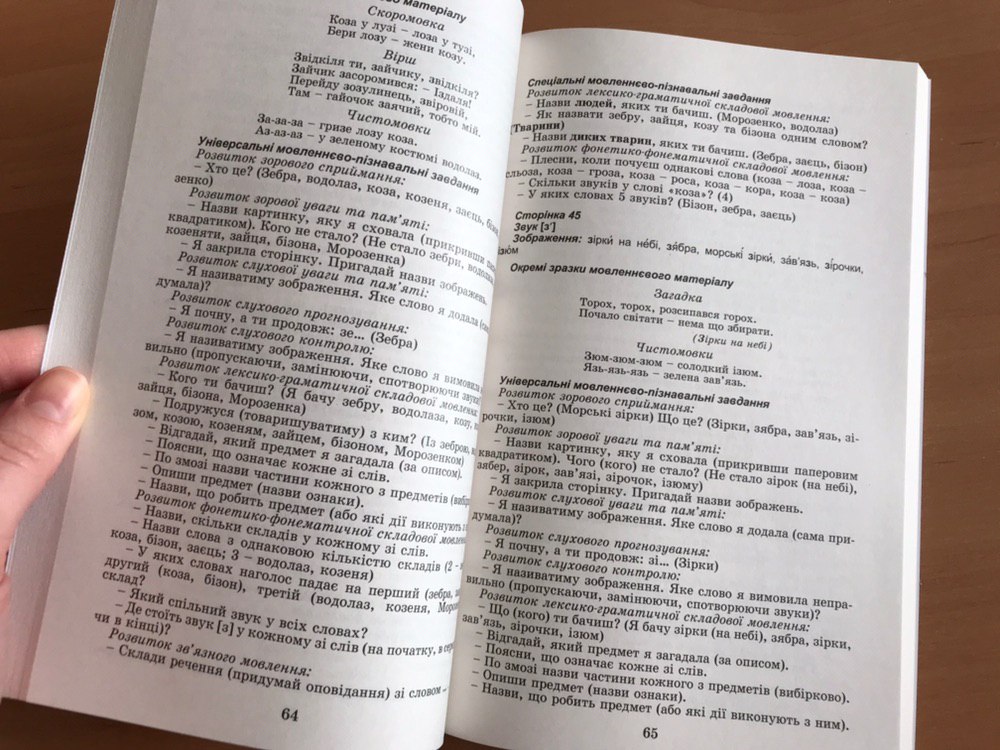 во матеріалу
Скоромовка
Коза у лузі – лоза у тузі,
Бери лозу – жени козу.
Вірш
Звідкіля ти, зайчику, звідкіля?
Зайчик засоромився: – Їздаля!
Перейду зозулинець, звіровій,
Там – гайочок заячий, тобто мій.
Чистомовки
За-за-за – гризе лозу коза.
Аз-аз-аз – у зеленому костюмі водолаз.
Універсальні мовленнєво-пізнавальні завдання
Розвиток зорового сприймання:
– Хто це? (Зебра, водолаз, коза, козеня, заєць, бізон
зенко)
Розвиток зорової уваги та пам'яті:
– Назви картинку, яку я сховала (прикривши
квадратиком). Кого не стало? (Не стало зебри, водолаза
козеняти, зайця, бізона, Морозенка)
– Я закрила сторінку. Пригадай назви зображень.
Розвиток слухової уваги та пам'яті:
– Я називатиму зображення. Яке слово я додала
думала)?
Розвиток слухового прогнозування:
– Я почну, а ти продовж: зе... (Зебра)
Розвиток слухового контролю:
– Я називатиму зображення. Яке слово я вимовила
вильно (пропускаючи, замінюючи, спотворюючи звуки)?
Розвиток лексико-граматичної складової мовлення:
– Кого ти бачиш? (Я бачу зебру, водолаза, козу,
зайця, бізона, Морозенка)
– Подружуся (товаришуватиму) з ким? (Із зеброю,
зом, козою, козеням, зайцем, бізоном, Морозенком)
– Відгадай, який предмет я загадала (за описом).
– Поясни, що означає кожне зі слів.
– По змозі назви частини кожного з предметів
– Опиши предмет (назви ознаки).
– Назви, що робить предмет (або які дії виконують з
Розвиток фонетико-фонематичної складової
– Назви, скільки складів у кожному зі слів.
– Назви слова з однаковою кількістю складів (2 -
коза, бізон, заєць; 3 – водолаз, козеня)
– У яких словах наголос падає на перший (зебра,
другий (коза, бізон), третій (водолаз, козеня,
склад?
– Який спільний звук у всіх словах?
– Де стоїть звук [з] у кожному зі слів (на початку, в
чи в кінці)?
Розвиток зв'язного мовлення:
– Склади речення (придумай оповідання) зі словом –
64
Спеціальні мовленнєво-пізнавальні завдання
Розвиток лексико-граматичної складової мовлення:
– Назви людей, яких ти бачиш. (Морозенко, водолаз)
– Як назвати зебру, зайця, козу та бізона одним словом?
(Тварини)
– Назви диких тварин, яких ти бачиш. (Зебра, заєць, бізон)
Розвиток фонетико-фонематичної складової мовлення:
– Плесни, коли почуєш однакові слова (коза – лоза, коза –
сльоза, коза – гроза, коза – роса, коза – кора, коза – коза)
– Скільки звуків у слові «коза»? (4)
– У яких словах 5 звуків? (Бізон, зебра, заєць)
Сторінка 45
Звук [з']
Зображення: зірки́ на не́бі, зя́бра, морські́ зірки́, за́в'язь, зі́рочки,
ізю́м
Окремі зразки мовленнєвого матеріалу
Загадка
Торох, торох, розсипався горох.
Почало світати – нема що збирати.
(Зірки на небі)
Чистомовки
Зюм-зюм-зюм – солодкий ізюм.
Язь-язь-язь – зелена зав'язь.
Універсальні мовленнєво-пізнавальні завдання
Розвиток зорового сприймання:
– Хто це? (Морські зірки) Що це? (Зірки, зябра, зав'язь, зі-
рочки, ізюм)
Розвиток зорової уваги та пам'яті:
– Назви картинку, яку я сховала (прикривши паперовим
квадратиком). Чого (кого) не стало? (Не стало зірок (на небі),
зябер, зірок, зав'язі, зірочок, ізюму)
– Я закрила сторінку. Пригадай назви зображень.
Розвиток слухової уваги та пам'яті:
– Я називатиму зображення. Яке слово я додала (сама при-
думала)?
Розвиток слухового прогнозування:
– Я почну, а ти продовж: зі... (Зірки)
Розвиток слухового контролю:
– Я називатиму зображення. Яке слово я вимовила непра-
вильно (пропускаючи, замінюючи, спотворюючи звуки)?
Розвиток лексико-граматичної складової мовлення:
– Що (кого) ти бачиш? (Я бачу зірки (на небі), зябра, зірки,
зав'язь, зірочки, ізюм)
– Відгадай, який предмет я загадала (за описом).
– Поясни, що означає кожне зі слів.
– По змозі назви частини кожного з предметів (вибірково).
– Опиши предмет (назви ознаки).
– Назви, що робить предмет (або які дії виконують з ним).
65